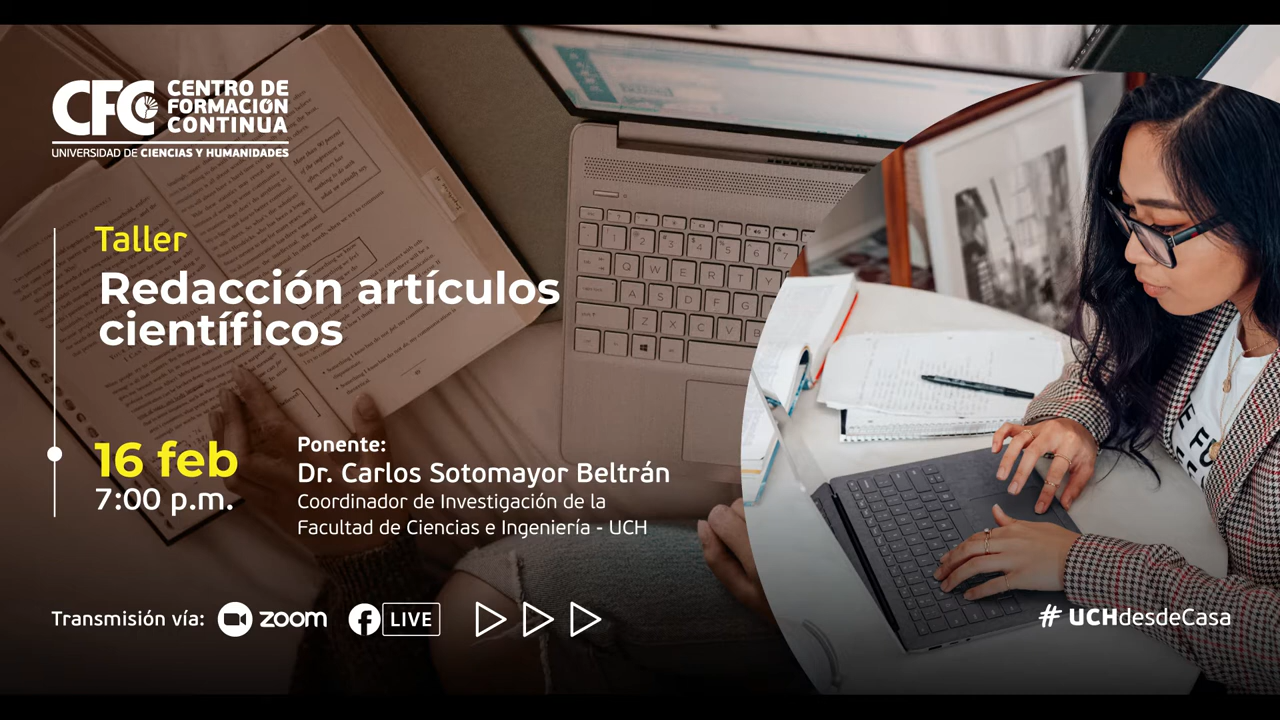 CFC CENTRO DE
FORMACIÓN
CONTINUA
UNIVERSIDAD DE CIENCIAS Y HUMANIDADES
Taller
Redacción artículos
científicos
16 feb
7:00 p.m.
Ponente:
Dr. Carlos Sotomayor Beltrán
Coordinador de Investigación de la
Facultad de Ciencias e Ingeniería - UCH
Transmisión vía: zoom LIVE
# UCHdesdeCasa